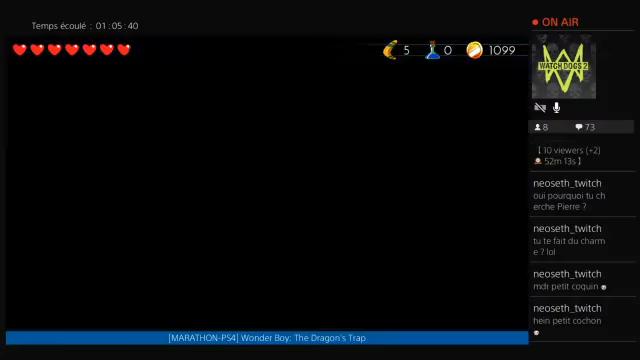 Temps écoulé : 01:05:40
ON AIR
5
0
1099
WATCH DOGS 2
8
73
【 10 viewers (+2)
52m 13s】
neoseth_twitch
oui pourquoi tu ch
erche Pierre ?
neoseth_twitch
tu te fait du charm
e ? lol
neoseth_twitch
mdr petit coquin
neoseth_twitch
hein petit cochon
[MARATHON-PS4] Wonder Boy: The Dragon's Trap